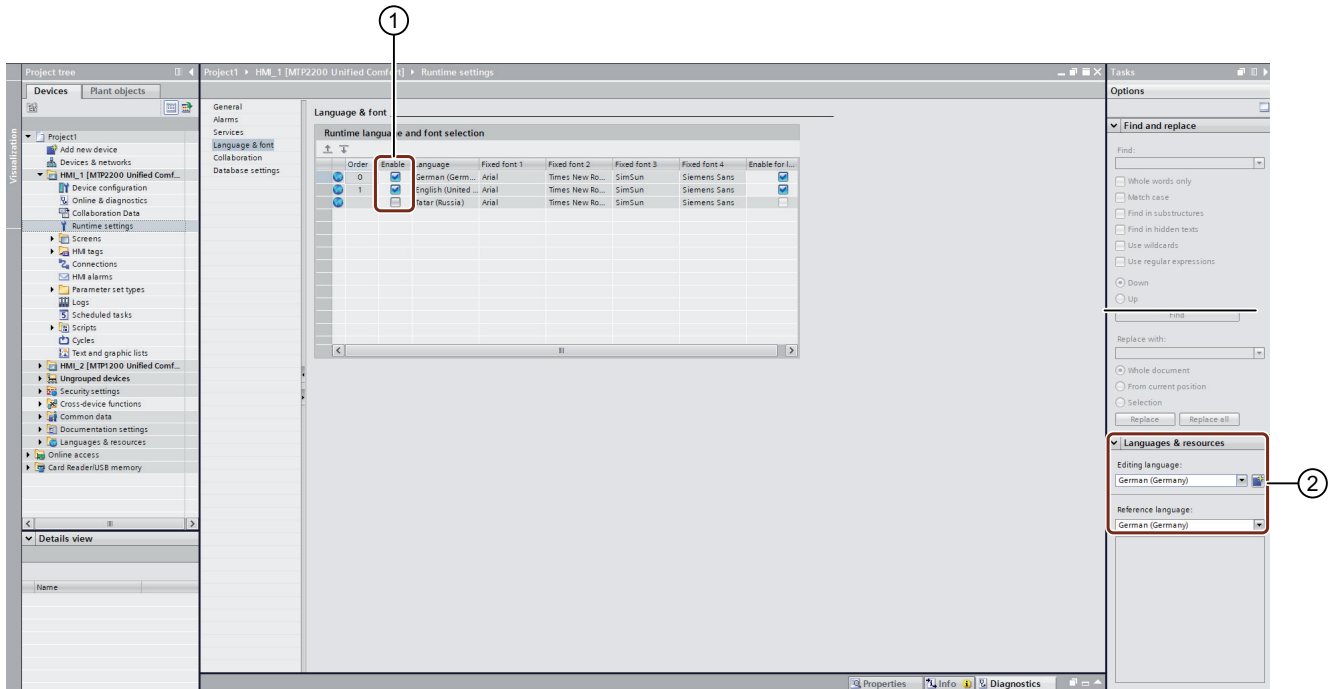 1
Project tree
Project1 ▸ HMI_1 [MTP2200 Unified Comfort] ▸ Runtime settings
Tasks
Devices
Plant objects
Options
Visualization
Project1
Add new device
Devices & networks
HMI_1 [MTP2200 Unified Comf...
Device configuration
Online & diagnostics
Collaboration Data
Runtime settings
Screens
HMI tags
Connections
HMI alarms
Parameter set types
Logs
Scheduled tasks
Scripts
Cycles
Text and graphic lists
HMI_2 [MTP1200 Unified Comf...
Ungrouped devices
Security settings
Cross-device functions
Common data
Documentation settings
Languages & resources
Online access
Card Reader/USB memory
Details view
Name
General
Alarms
Services
Language & font
Collaboration
Database settings
Language & font
Runtime language and font selection
Order Enable Language Fixed font 1 Fixed font 2 Fixed font 3 Fixed font 4 Enable for l...
0 German (Germ... Arial Times New Ro... SimSun Siemens Sans
1 English (United ... Arial Times New Ro... SimSun Siemens Sans
Tatar (Russia) Arial Times New Ro... SimSun Siemens Sans
Find and replace
Find:
Whole words only
Match case
Find in substructures
Find in hidden texts
Use wildcards
Use regular expressions
Down
Up
Find
Replace with:
Whole document
From current position
Selection
Replace
Replace all
Languages & resources
Editing language:
German (Germany)
2
Reference language:
German (Germany)
Properties
Info
Diagnostics